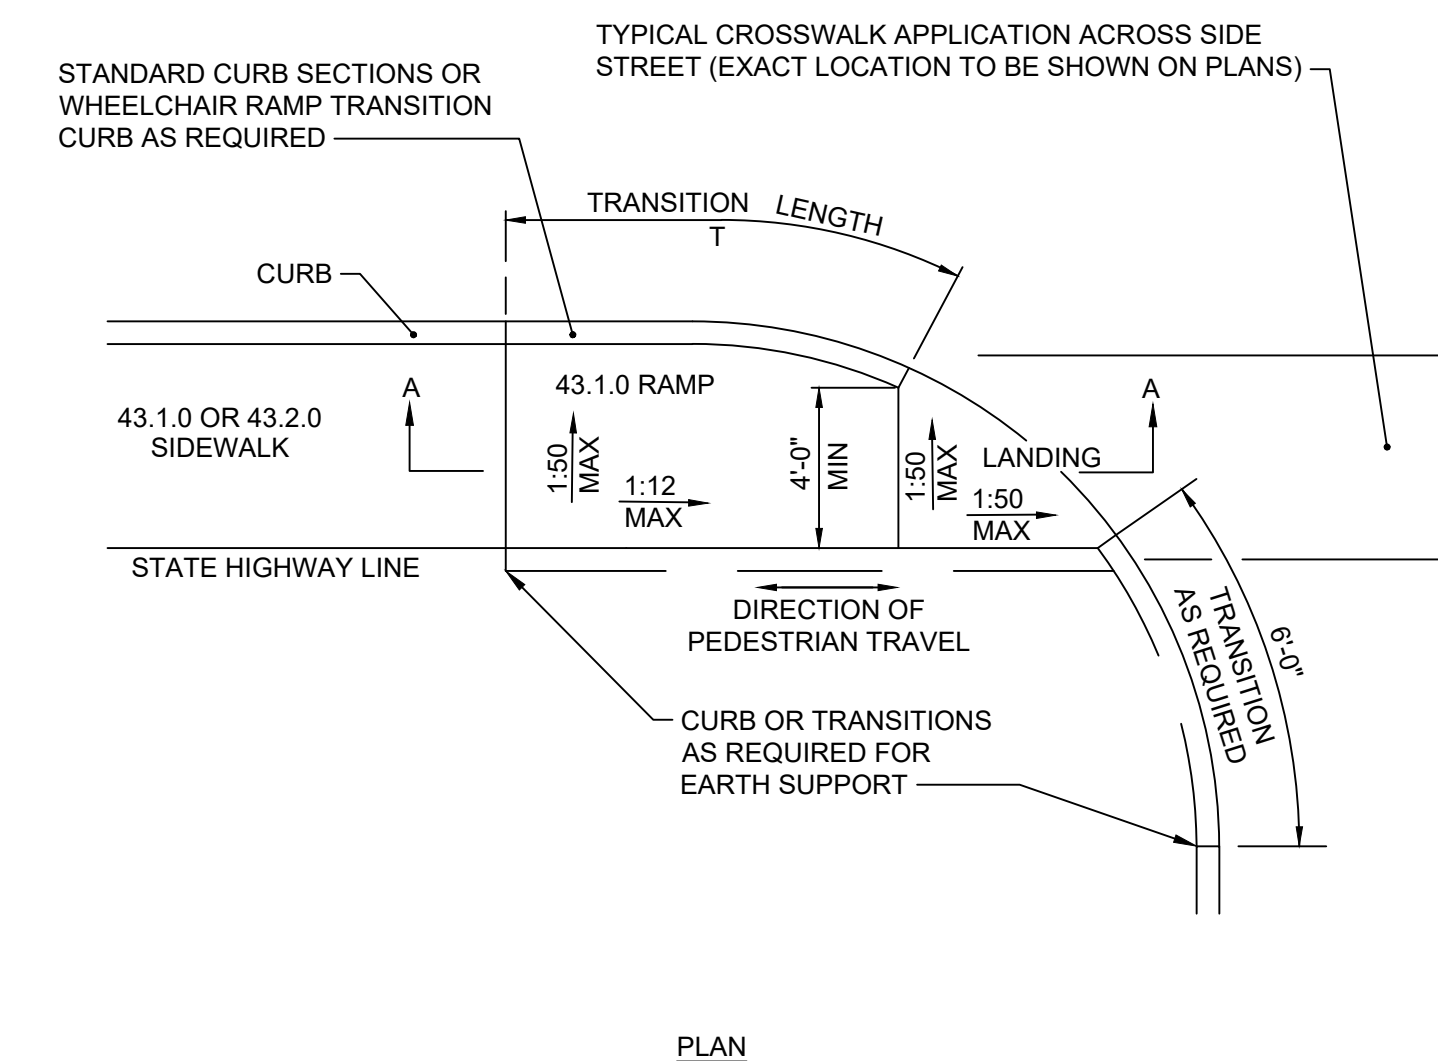 TYPICAL CROSSWALK APPLICATION ACROSS SIDE
STREET (EXACT LOCATION TO BE SHOWN ON PLANS)
STANDARD CURB SECTIONS OR
WHEELCHAIR RAMP TRANSITION
CURB AS REQUIRED
TRANSITION LENGTH
T
CURB
43.1.0 RAMP
A
A
43.1.0 OR 43.2.0
SIDEWALK
1:50
MAX
1:12
MAX
4'-0"
MIN
1:50
MAX
LANDING
1:50
MAX
STATE HIGHWAY LINE
DIRECTION OF
PEDESTRIAN TRAVEL
TRANSITION
AS REQUIRED
6'-0"
CURB OR TRANSITIONS
AS REQUIRED FOR
EARTH SUPPORT
PLAN